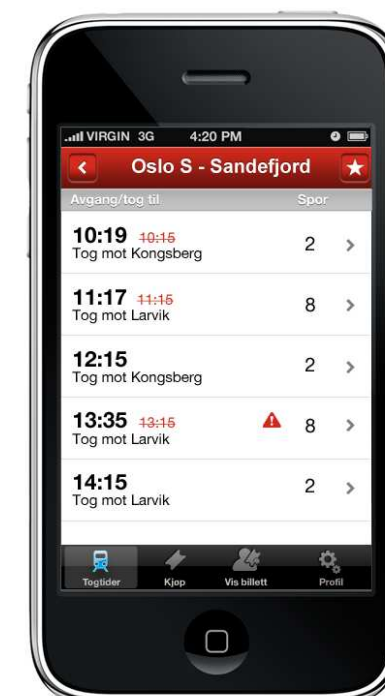 VIRGIN 3G 4:20 PM
Oslo S - Sandefjord
Avgang/tog til Spor
10:19 10:15 2
Tog mot Kongsberg
11:17 11:15 8
Tog mot Larvik
12:15 2
Tog mot Kongsberg
13:35 13:15 8
Tog mot Larvik
14:15 2
Tog mot Larvik
Togtider Kjøp Vis billett Profil